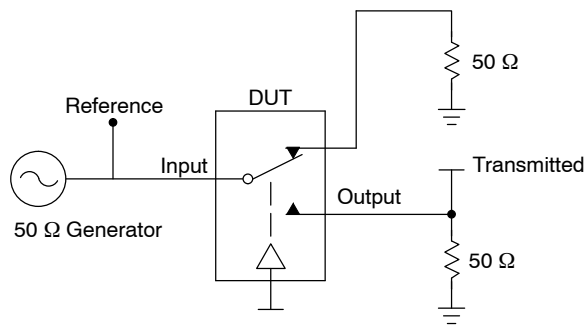 50 Ω
DUT
Reference
Input
Transmitted
Output
50 Ω Generator
50 Ω